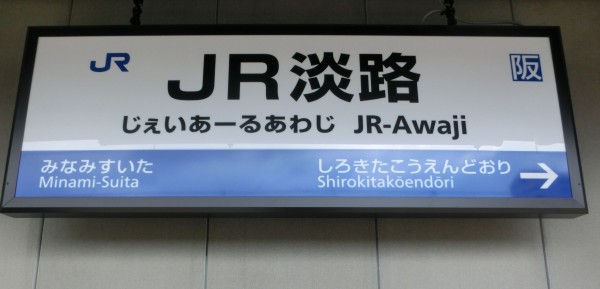 JR
JR淡路
阪
じぇいあーるあわじ JR-Awaji
みなみすいた
Minami-Suita
しろきたこうえんどおり
Shirokitakōendōri